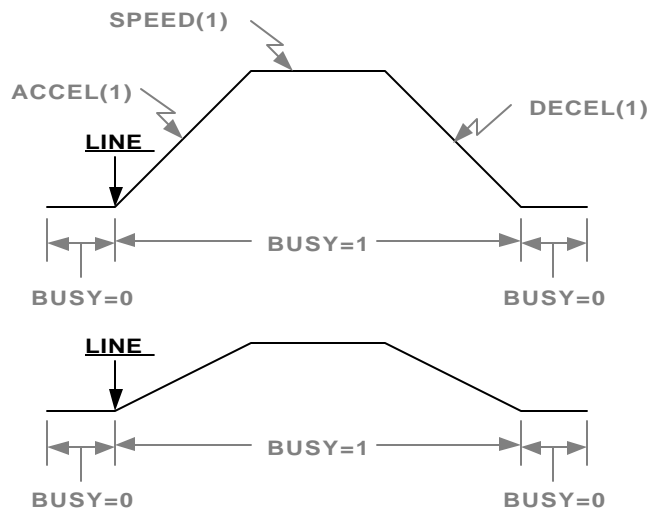 SPEED(1)
ACCEL(1)
DECEL(1)
LINE
BUSY=1
BUSY=0
BUSY=0
LINE
BUSY=1
BUSY=0
BUSY=0